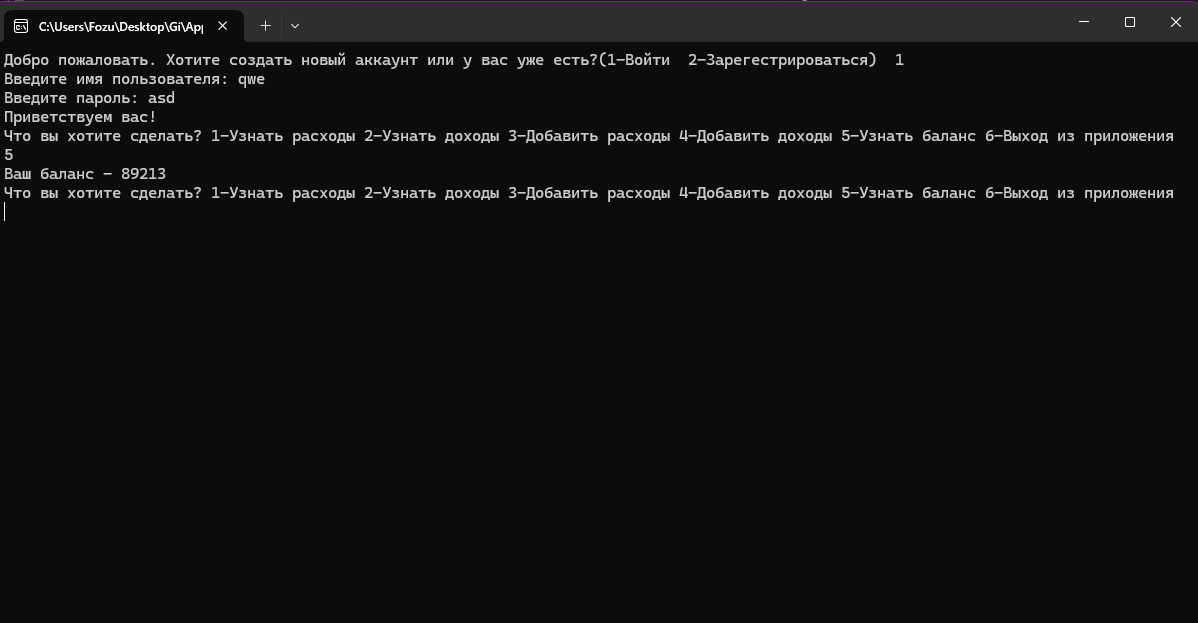 C:\Users\Fozu\Desktop\Gi\App
Добро пожаловать. Хотите создать новый аккаунт или у вас уже есть?(1-Войти  2-Зарегестрироваться)  1
Введите имя пользователя: qwe
Введите пароль: asd
Приветствуем вас!
Что вы хотите сделать? 1-Узнать расходы 2-Узнать доходы 3-Добавить расходы 4-Добавить доходы 5-Узнать баланс 6-Выход из приложения
5
Ваш баланс - 89213
Что вы хотите сделать? 1-Узнать расходы 2-Узнать доходы 3-Добавить расходы 4-Добавить доходы 5-Узнать баланс 6-Выход из приложения